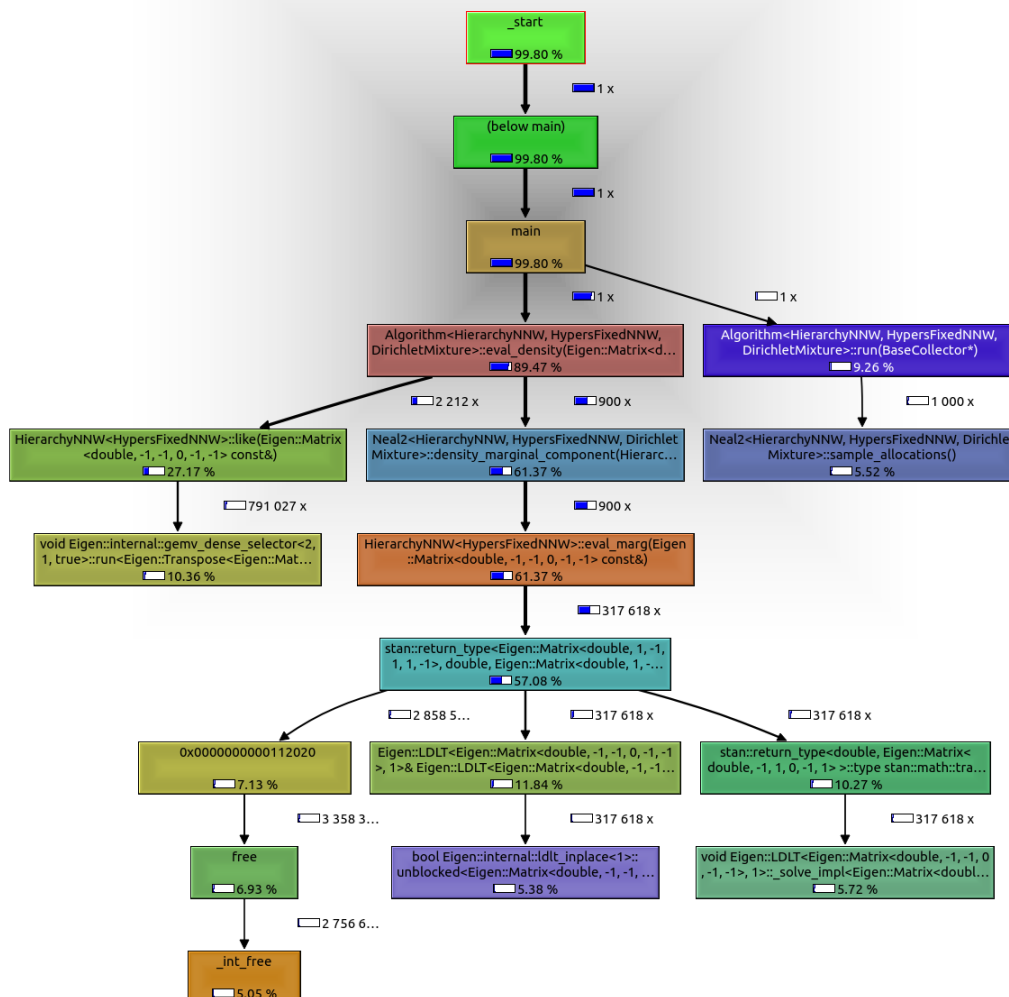 _start
99.80 %
1 x
(below main)
99.80 %
1 x
main
99.80 %
1 x
1 x
Algorithm<HierarchyNNW, HypersFixedNNW,
DirichletMixture>::eval_density(Eigen::Matrix<d...
89.47 %
Algorithm<HierarchyNNW, HypersFixedNNW,
DirichletMixture>::run(BaseCollector*)
9.26 %
2 212 x
900 x
1 000 x
HierarchyNNW<HypersFixedNNW>::like(Eigen::Matrix
<double, -1, -1, 0, -1, -1> const&)
27.17 %
Neal2<HierarchyNNW, HypersFixedNNW, Dirichlet
Mixture>::density_marginal_component(Hierarc...
61.37 %
Neal2<HierarchyNNW, HypersFixedNNW, Dirichle
Mixture>::sample_allocations()
5.52 %
791 027 x
900 x
void Eigen::internal::gemv_dense_selector<2,
1, true>::run<Eigen::Transpose<Eigen::Mat...
10.36 %
HierarchyNNW<HypersFixedNNW>::eval_marg(Eigen
::Matrix<double, -1, -1, 0, -1, -1> const&)
61.37 %
317 618 x
stan::return_type<Eigen::Matrix<double, 1, -1,
1, 1, -1>, double, Eigen::Matrix<double, 1, -...
57.08 %
2 858 5...
317 618 x
317 618 x
0x0000000000112020
7.13 %
Eigen::LDLT<Eigen::Matrix<double, -1, -1, 0, -1, -1
>, 1>& Eigen::LDLT<Eigen::Matrix<double, -1, -1...
11.84 %
stan::return_type<double, Eigen::Matrix<
double, -1, 1, 0, -1, 1> >::type stan::math::tra...
10.27 %
3 358 3...
317 618 x
317 618 x
free
6.93 %
bool Eigen::internal::ldlt_inplace<1>::
unblocked<Eigen::Matrix<double, -1, -1, ...
5.38 %
void Eigen::LDLT<Eigen::Matrix<double, -1, -1, 0
, -1, -1>, 1>::_solve_impl<Eigen::Matrix<doubl...
5.72 %
2 756 6...
_int_free
5.05 %